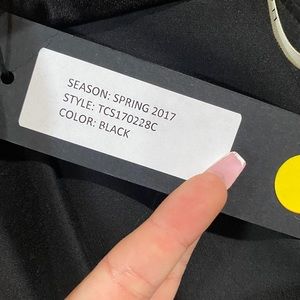 SEASON: SPRING 2017
STYLE: TCS170228C
COLOR: BLACK